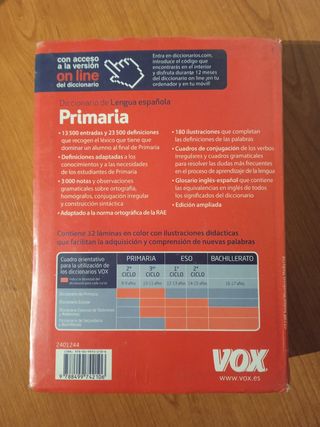 con acceso
a la versión
on line
del diccionario
Entra en diccionarios.com,
introduce el código que
encontrarás en el interior
y disfruta durante 12 meses
del diccionario on line en tu
ordenador y en tu móvil
Diccionario de Lengua española
Primaria
• 13 500 entradas y 23 500 definiciones
que recogen el léxico que tiene que
dominar un alumno al final de Primaria
• Definiciones adaptadas a los
conocimientos y a las necesidades
de los estudiantes de Primaria
• 3 000 notas y observaciones
gramaticales sobre ortografía,
homógrafos, conjugación irregular
y construcción sintáctica
• Adaptado a la norma ortográfica de la RAE
• 180 ilustraciones que completan
las definiciones de las palabras
• Cuadros de conjugación de los verbos
irregulares y cuadros gramaticales
para resolver las dudas más frecuentes
en el proceso de aprendizaje de la lengua
• Glosario inglés-español que contiene
las equivalencias en inglés de todos
los significados del diccionario
• Edición ampliada
Contiene 32 láminas en color con ilustraciones didácticas
que facilitan la adquisición y comprensión de nuevas palabras
Cuadro orientativo
para la utilización de
los diccionarios VOX
PRIMARIA
ESO
BACHILLERATO
2º
CICLO
3er
CICLO
1er
CICLO
2º
CICLO
8-9 años
10-11 años
12-13 años
14-15 años
16-17 años
Diccionario de Primaria
2401244
9 788499 742106
VOX
www.vox.es